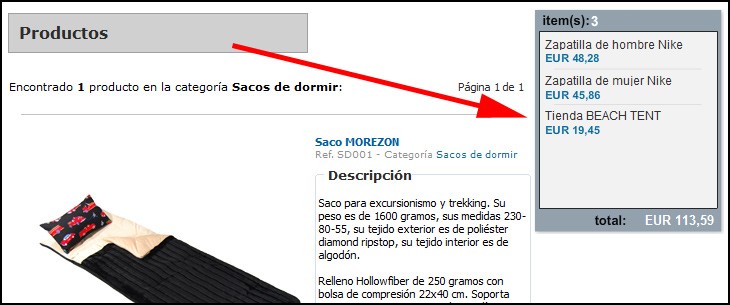 Productos
Encontrado 1 producto en la categoría Sacos de dormir:
Página 1 de 1
Saco MOREZON
Ref. SD001 - Categoría Sacos de dormir
Descripción
Saco para excursionismo y trekking. Su
peso es de 1600 gramos, sus medidas 230-
80-55, su tejido exterior es de poliéster
diamond ripstop, su tejido interior es de
algodón.
Relleno Hollowfiber de 250 gramos con
bolsa de compresión 22x40 cm. Soporta
item(s): 3
Zapatilla de hombre Nike
EUR 48,28
Zapatilla de mujer Nike
EUR 45,86
Tienda BEACH TENT
EUR 19,45
total: EUR 113,59